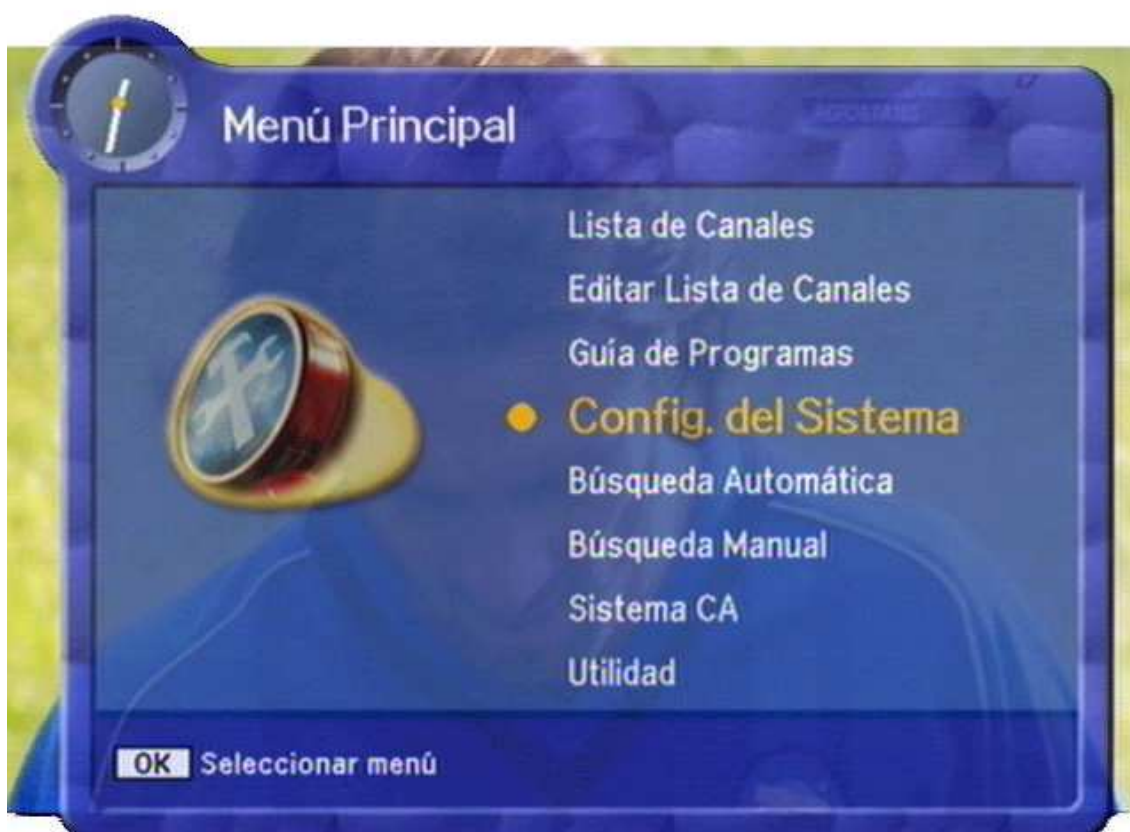 Menú Principal
Lista de Canales
Editar Lista de Canales
Guía de Programas
Config. del Sistema
Búsqueda Automática
Búsqueda Manual
Sistema CA
Utilidad
OK Seleccionar menú